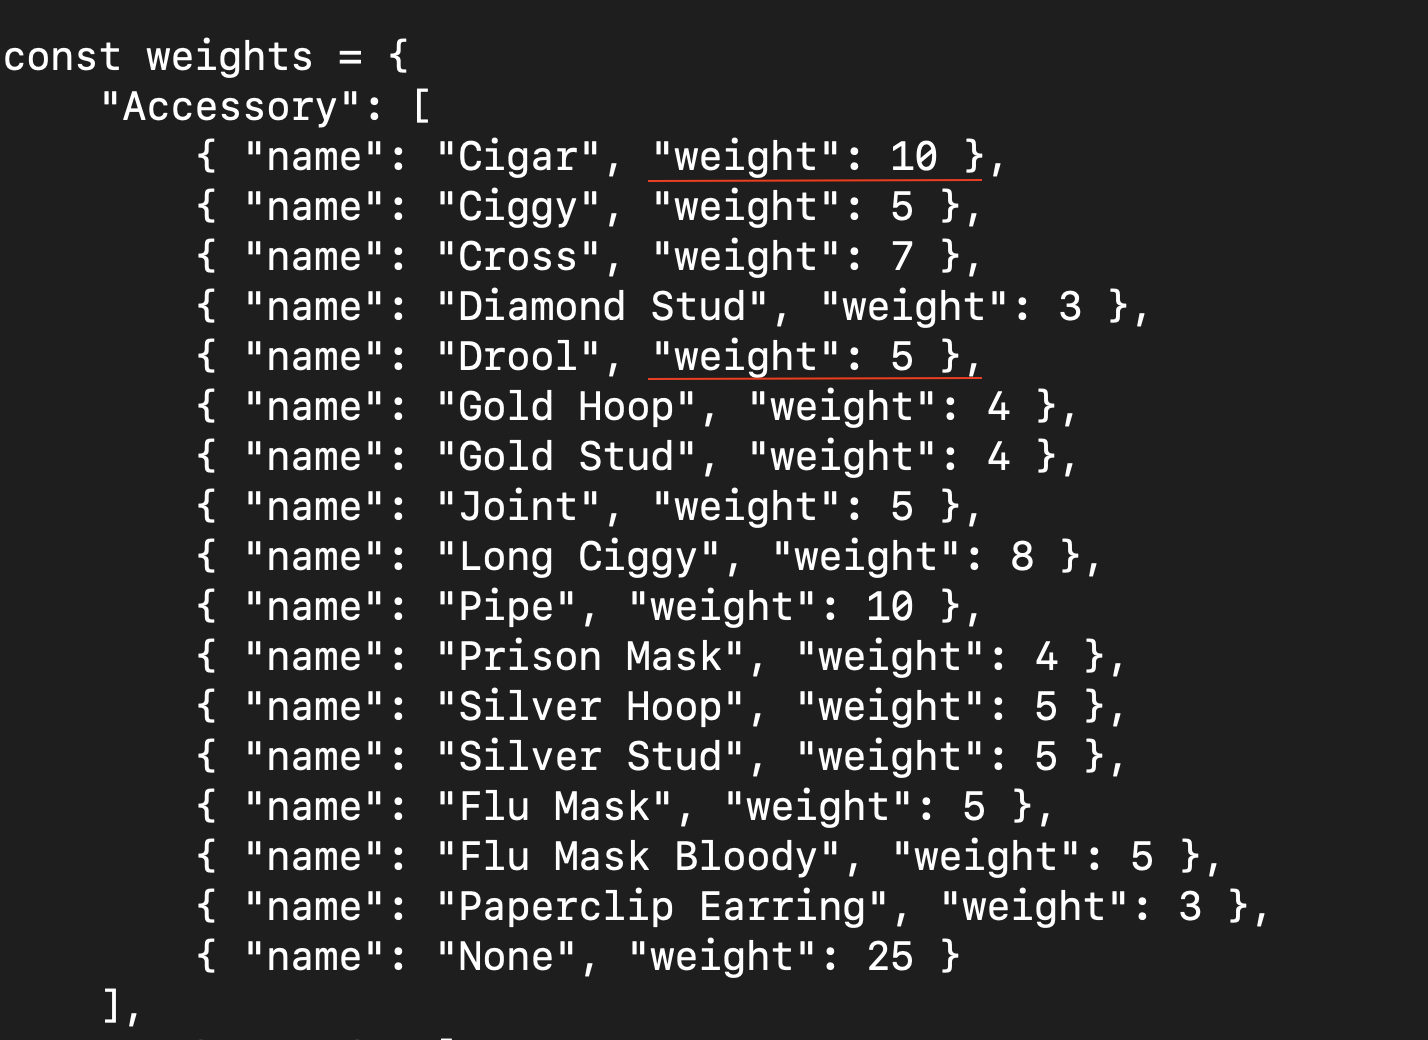 const weights = {
    "Accessory": [
        { "name": "Cigar", "weight": 10 },
        { "name": "Ciggy", "weight": 5 },
        { "name": "Cross", "weight": 7 },
        { "name": "Diamond Stud", "weight": 3 },
        { "name": "Drool", "weight": 5 },
        { "name": "Gold Hoop", "weight": 4 },
        { "name": "Gold Stud", "weight": 4 },
        { "name": "Joint", "weight": 5 },
        { "name": "Long Ciggy", "weight": 8 },
        { "name": "Pipe", "weight": 10 },
        { "name": "Prison Mask", "weight": 4 },
        { "name": "Silver Hoop", "weight": 5 },
        { "name": "Silver Stud", "weight": 5 },
        { "name": "Flu Mask", "weight": 5 },
        { "name": "Flu Mask Bloody", "weight": 5 },
        { "name": "Paperclip Earring", "weight": 3 },
        { "name": "None", "weight": 25 }
    ],